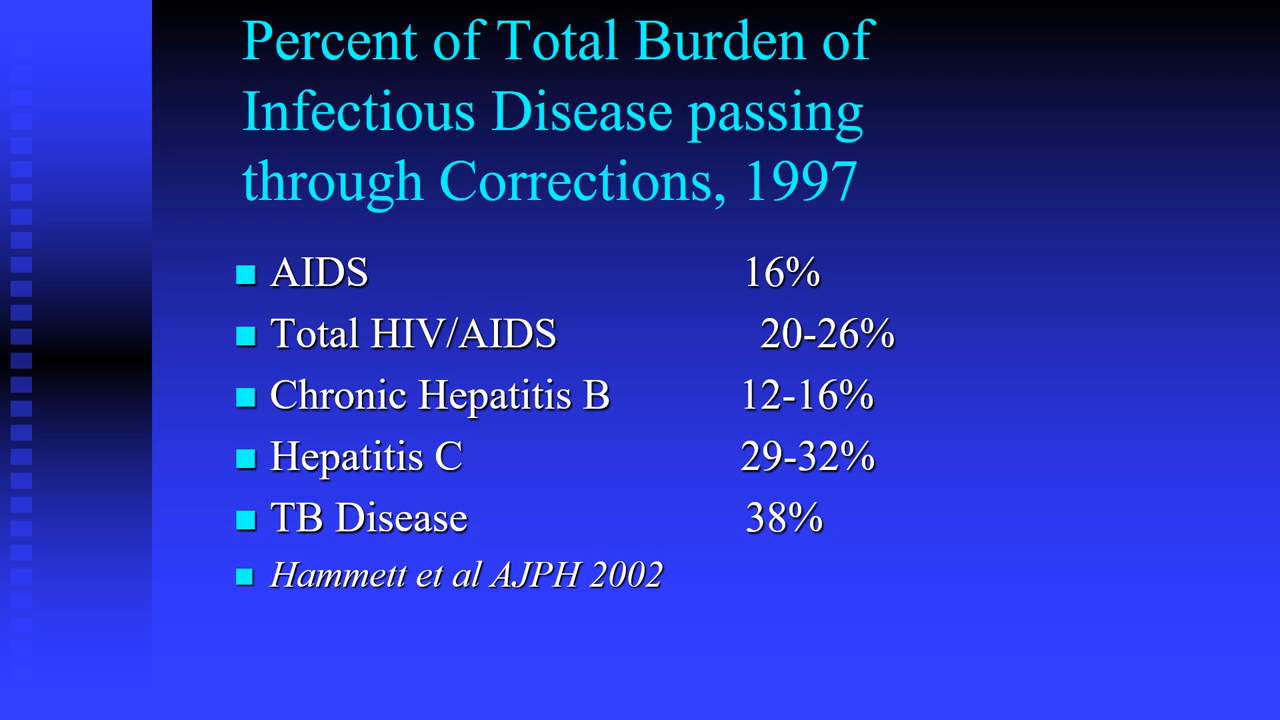 Percent of Total Burden of
Infectious Disease passing
through Corrections, 1997
AIDS 16%
Total HIV/AIDS 20-26%
Chronic Hepatitis B 12-16%
Hepatitis C 29-32%
TB Disease 38%
Hammett et al AJPH 2002